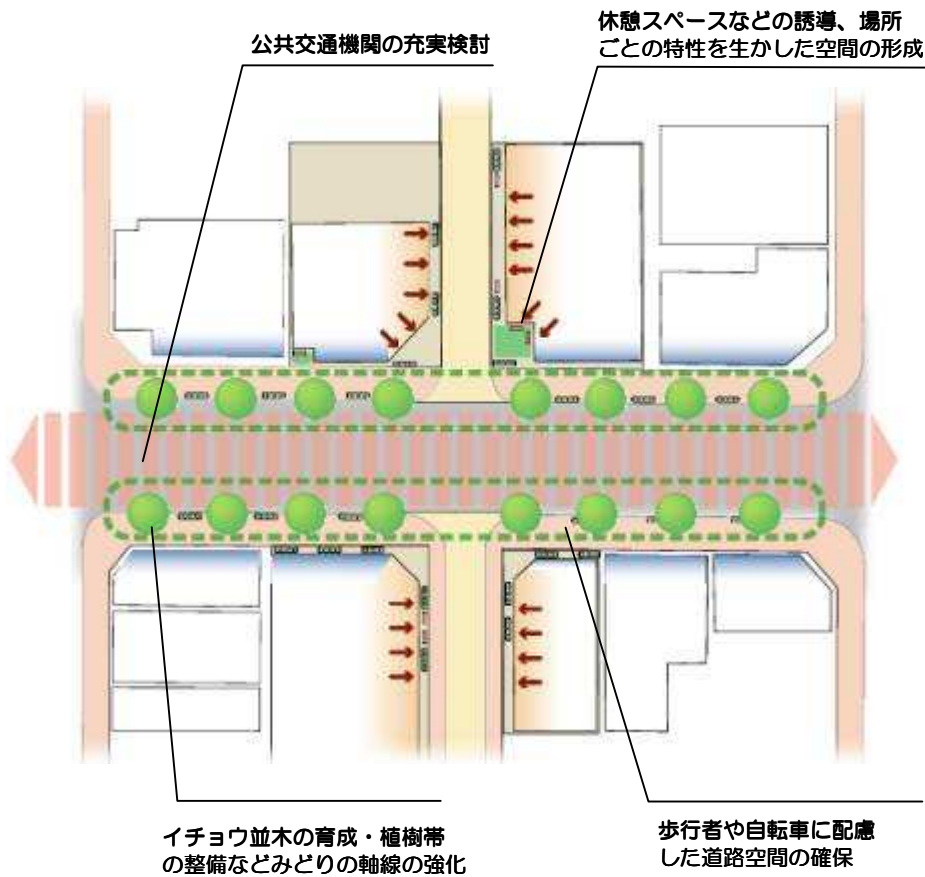 公共交通機関の充実検討
休憩スペースなどの誘導、場所
ごとの特性を生かした空間の形成
イチョウ並木の育成・植樹帯
の整備などみどりの軸線の強化
歩行者や自転車に配慮
した道路空間の確保